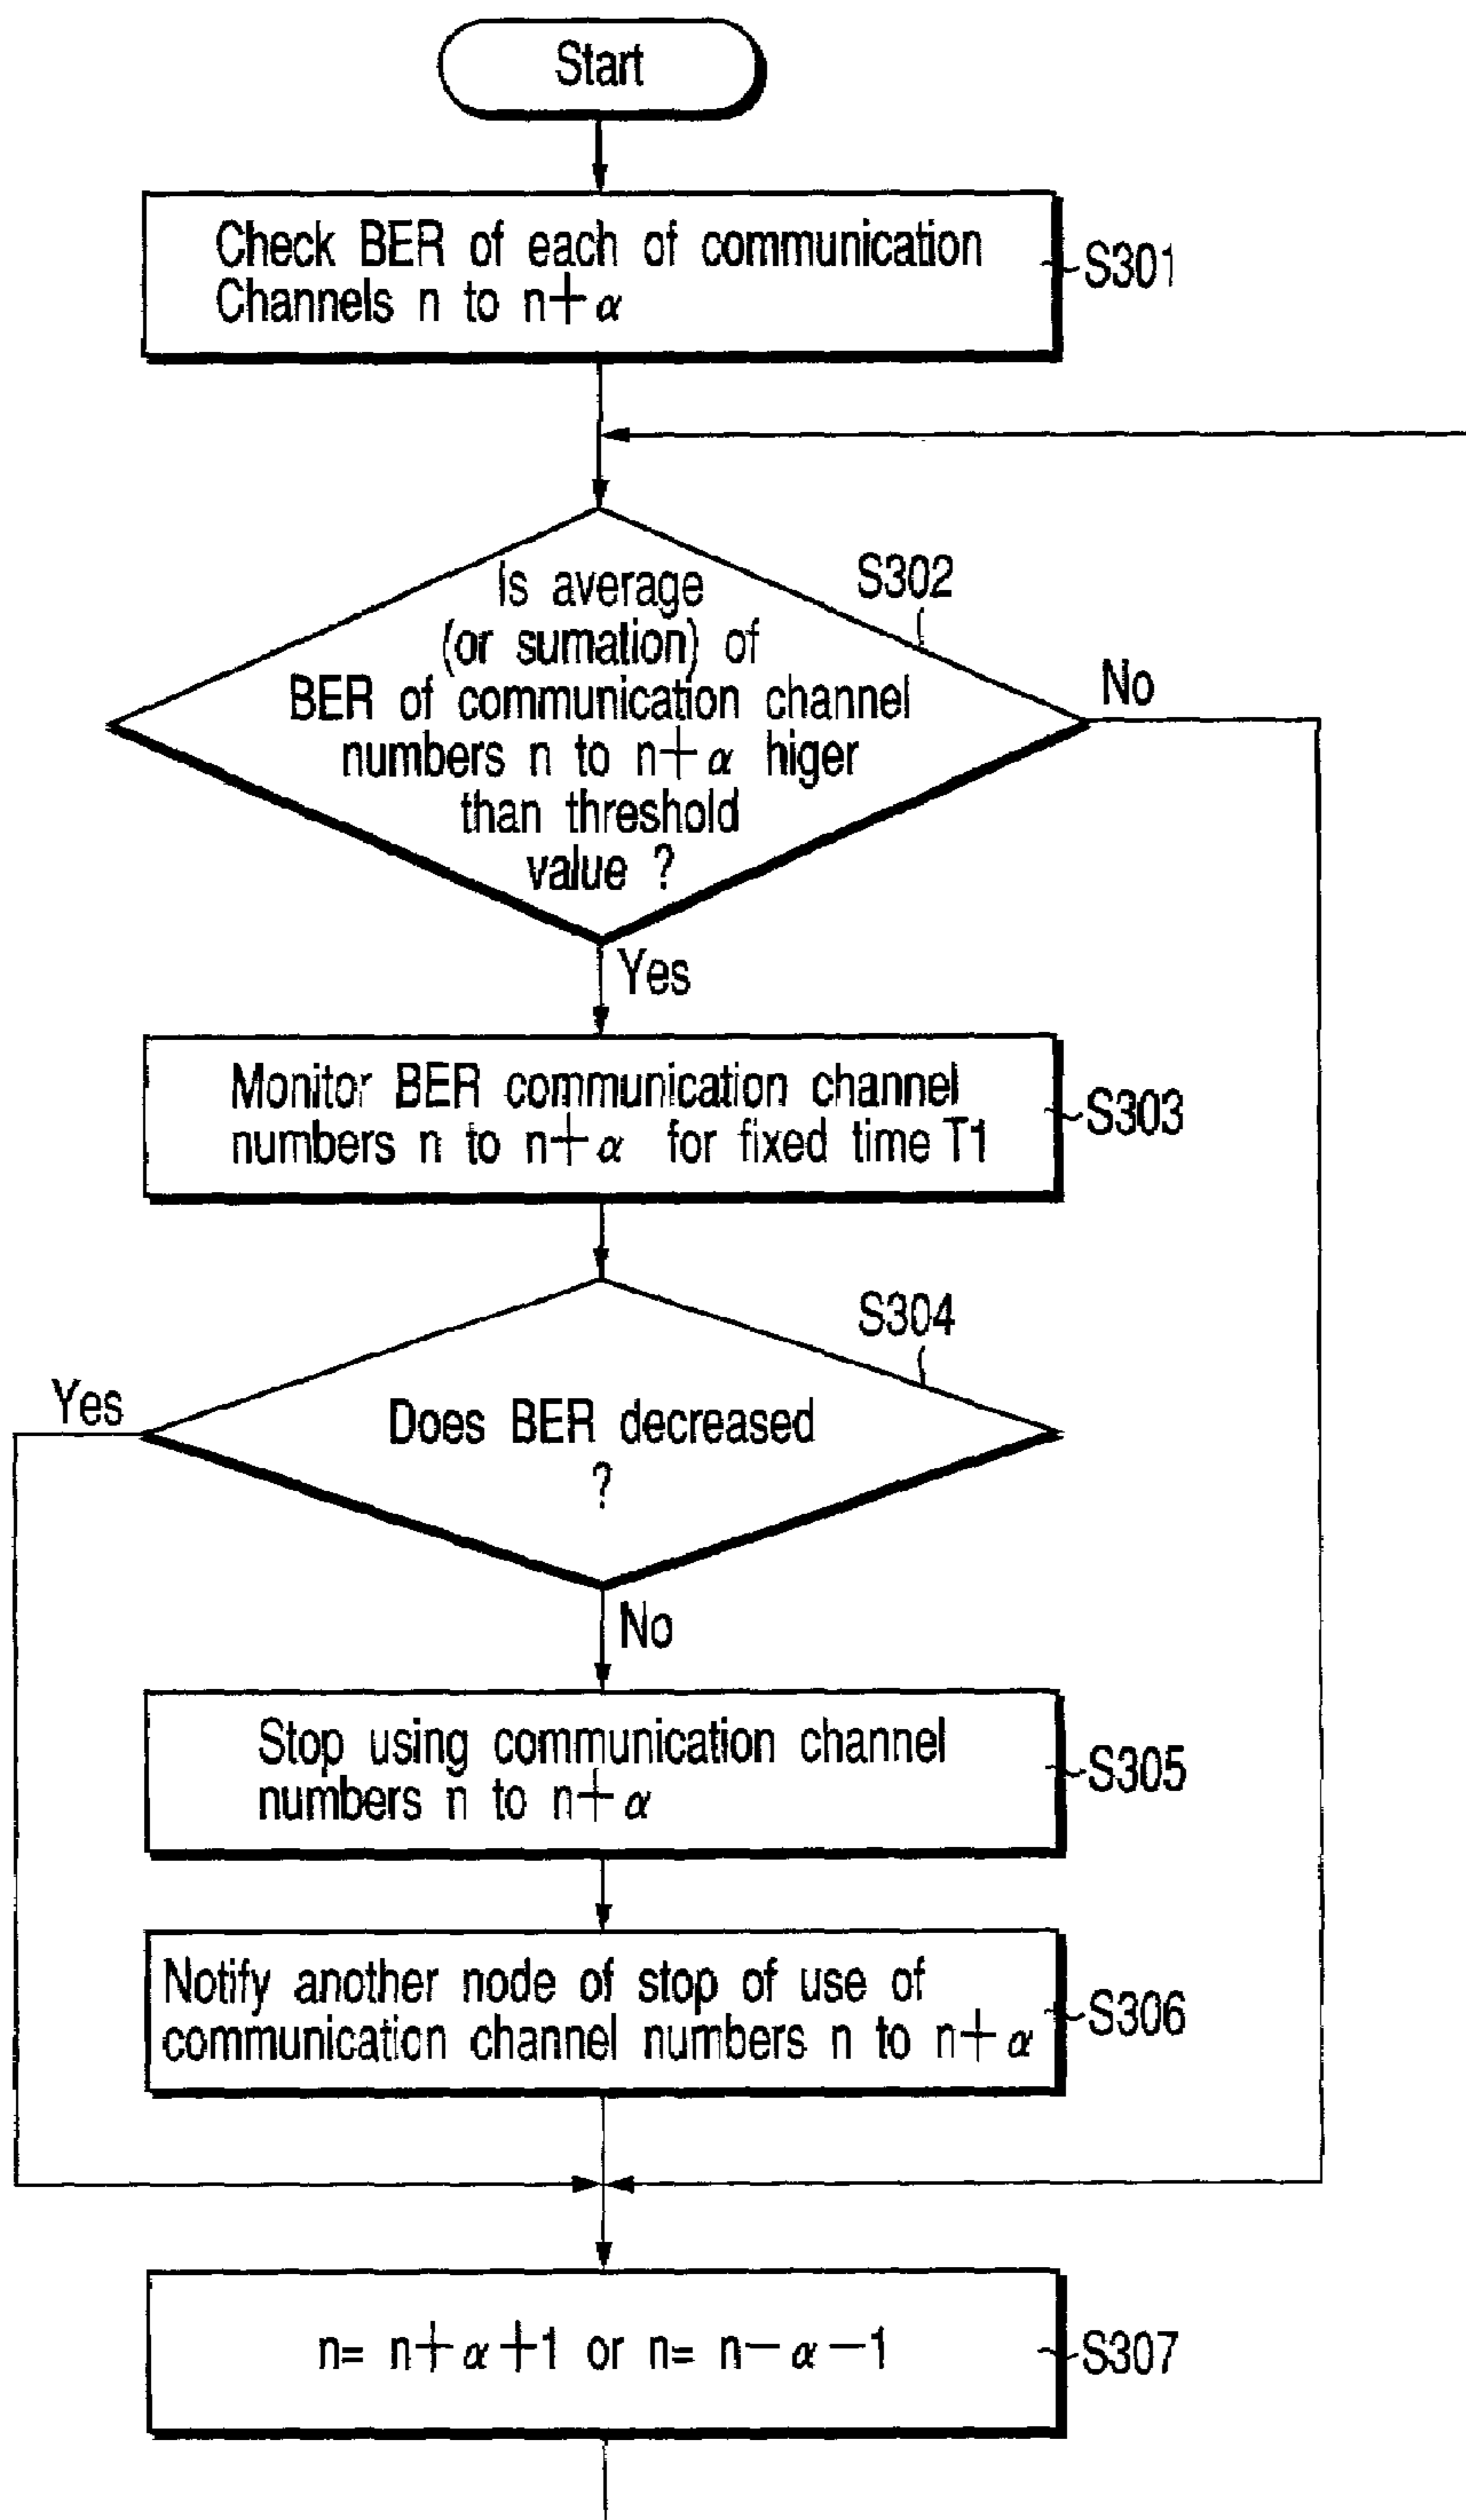 Start
Check BER of each of communication
Channels n to n+α
S301
S302
Is average
(or sumation) of
BER of communication channel
numbers n to n+α higer
than threshold
value ?
No
Yes
Monitor BER communication channel
numbers n to n+α for fixed time T1
S303
S304
Yes
Does BER decreased
?
No
Stop using communication channel
numbers n to n+α
S305
Notify another node of stop of use of
communication channel numbers n to n+α
S306
n= n+α+1 or n= n−α−1
S307